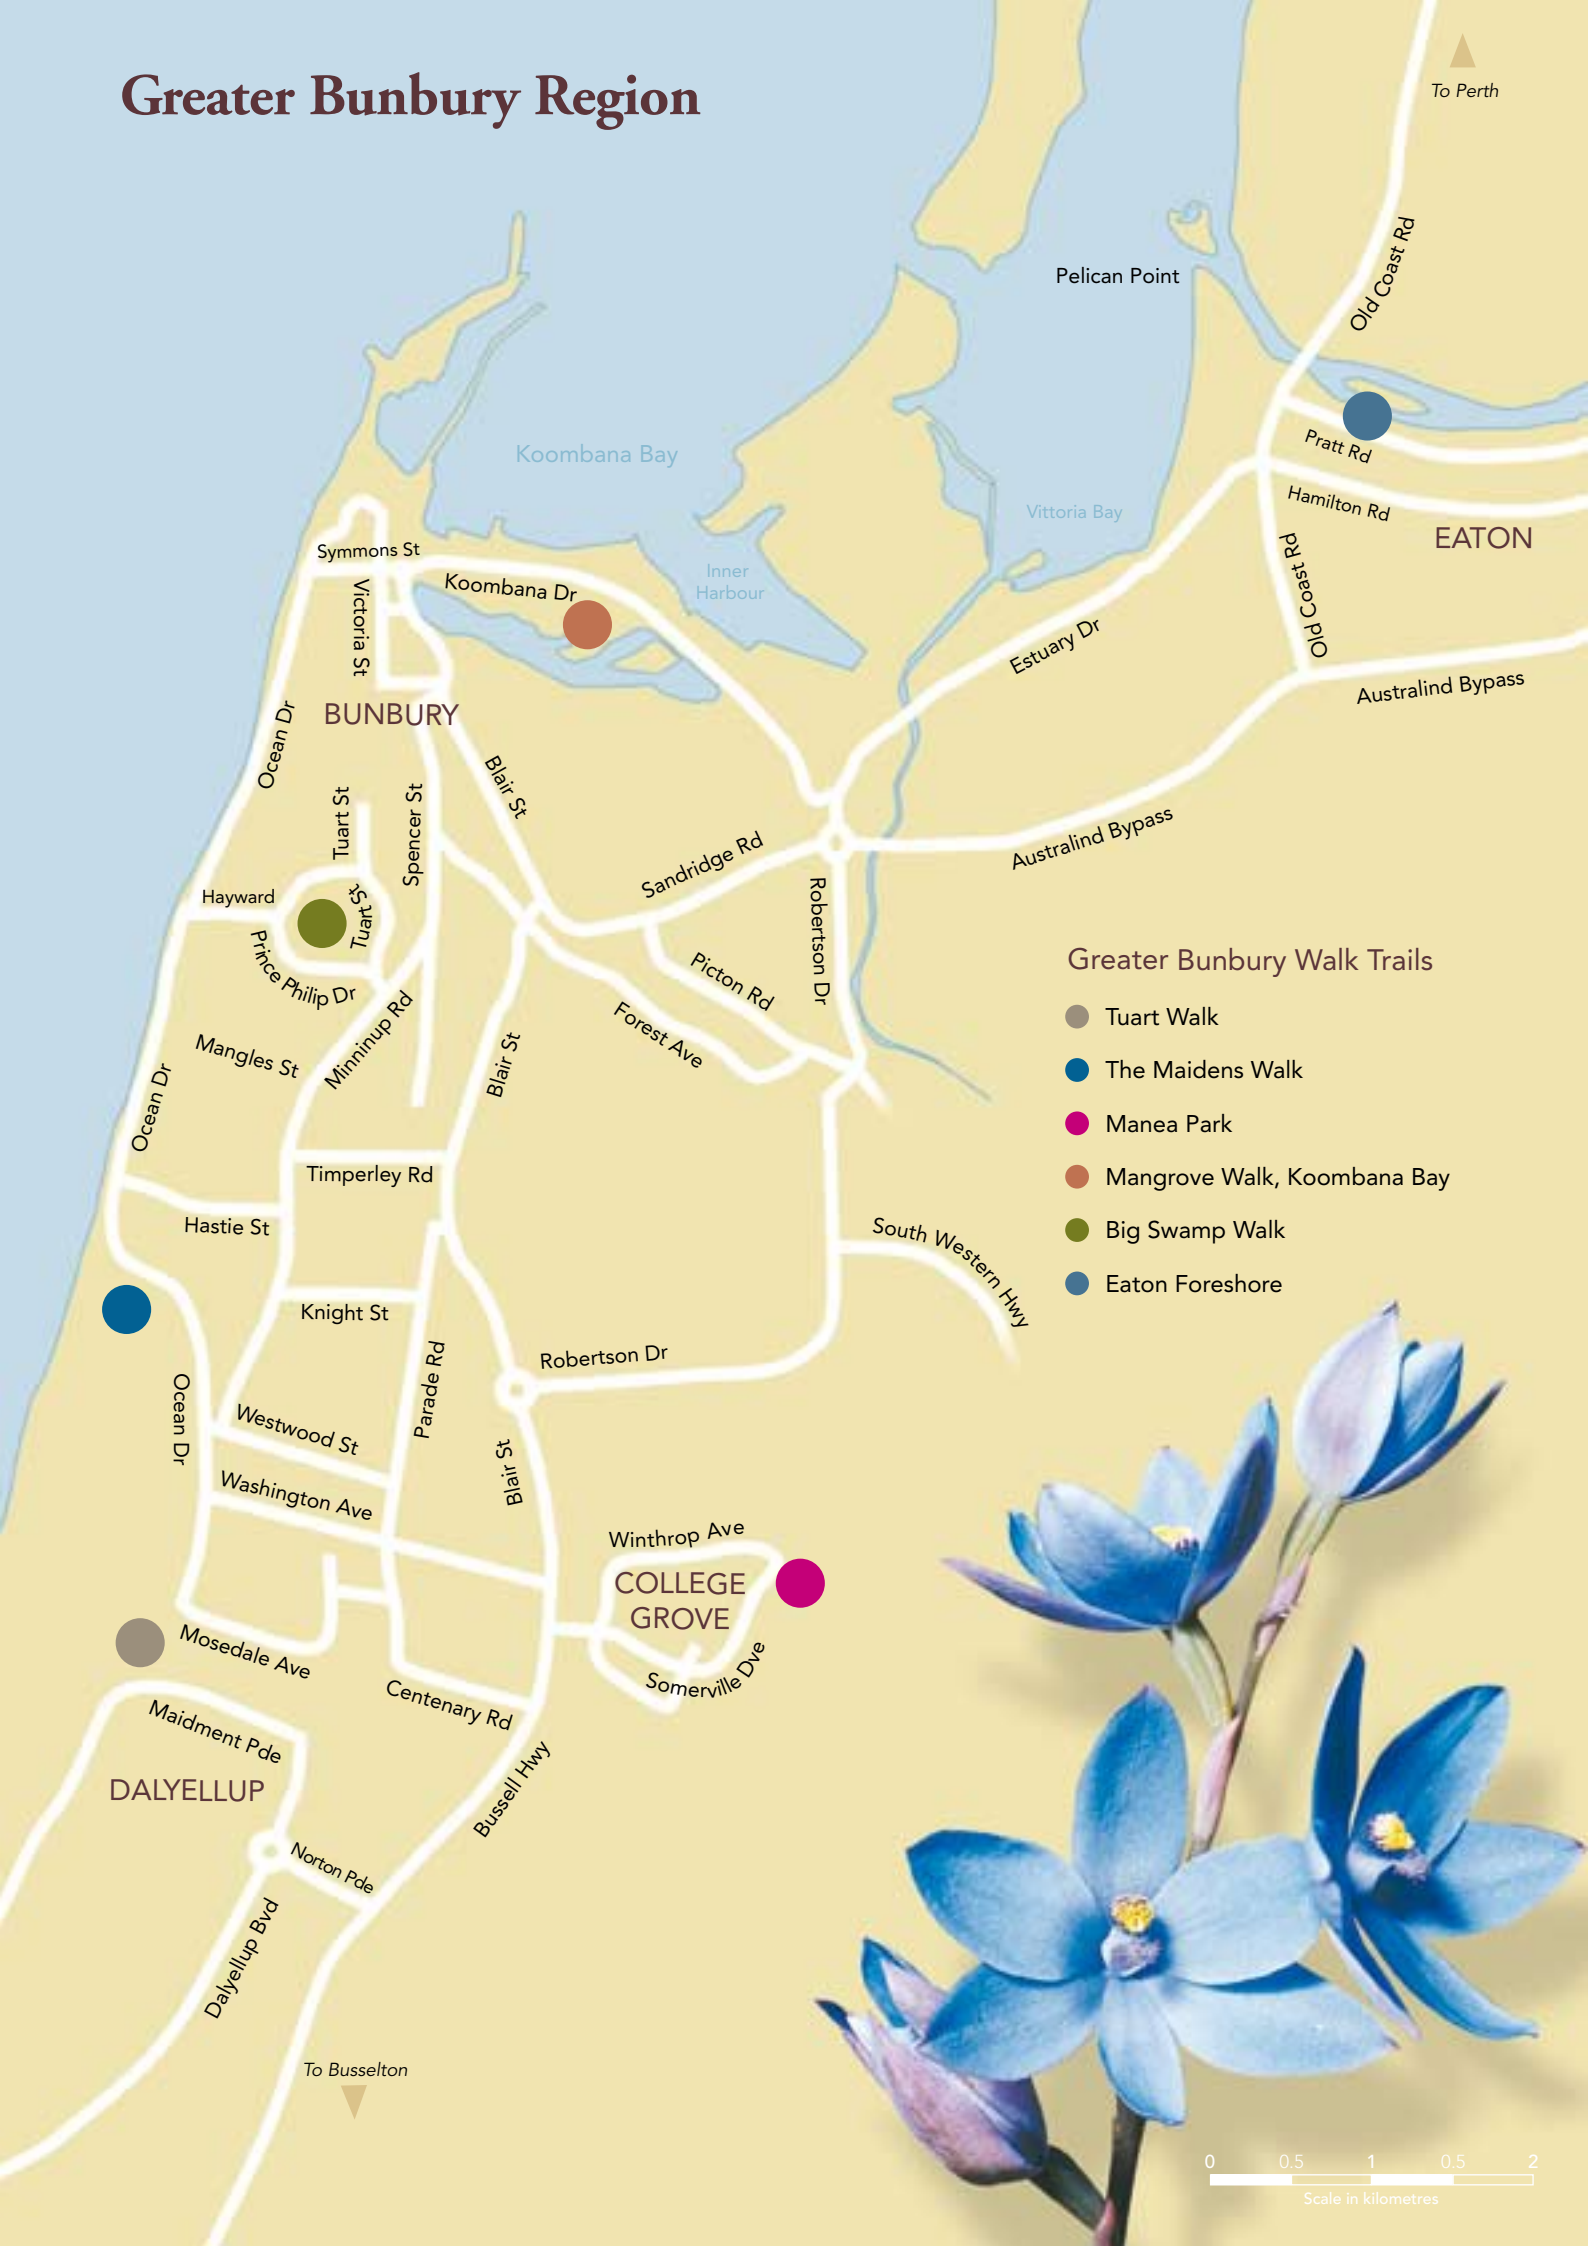 Greater Bunbury Region
To Perth
Old Coast Rd
Pelican Point
Koombana Bay
Pratt Rd
Vittoria Bay
Hamilton Rd
EATON
Symmons St
Inner
Harbour
Koombana Dr
Victoria St
Old Coast Rd
Estuary Dr
Australind Bypass
BUNBURY
Ocean Dr
Blair St
Tuart St
Spencer St
Sandridge Rd
Australind Bypass
Hayward
Tuart St
Robertson Dr
Prince Philip Dr
Picton Rd
Minninup Rd
Forest Ave
Mangles St
Blair St
Ocean Dr
Greater Bunbury Walk Trails
Tuart Walk
The Maidens Walk
Manea Park
Mangrove Walk, Koombana Bay
Big Swamp Walk
Eaton Foreshore
Timperley Rd
Hastie St
South Western Hwy
Knight St
Robertson Dr
Parade Rd
Ocean Dr
Westwood St
Blair St
Washington Ave
Winthrop Ave
COLLEGE
GROVE
Mosedale Ave
Somerville Dve
Centenary Rd
Maidment Pde
DALYELLUP
Bussell Hwy
Norton Pde
Dalyellup Bvd
To Busselton
0 0.5 1 0.5 2
Scale in kilometres